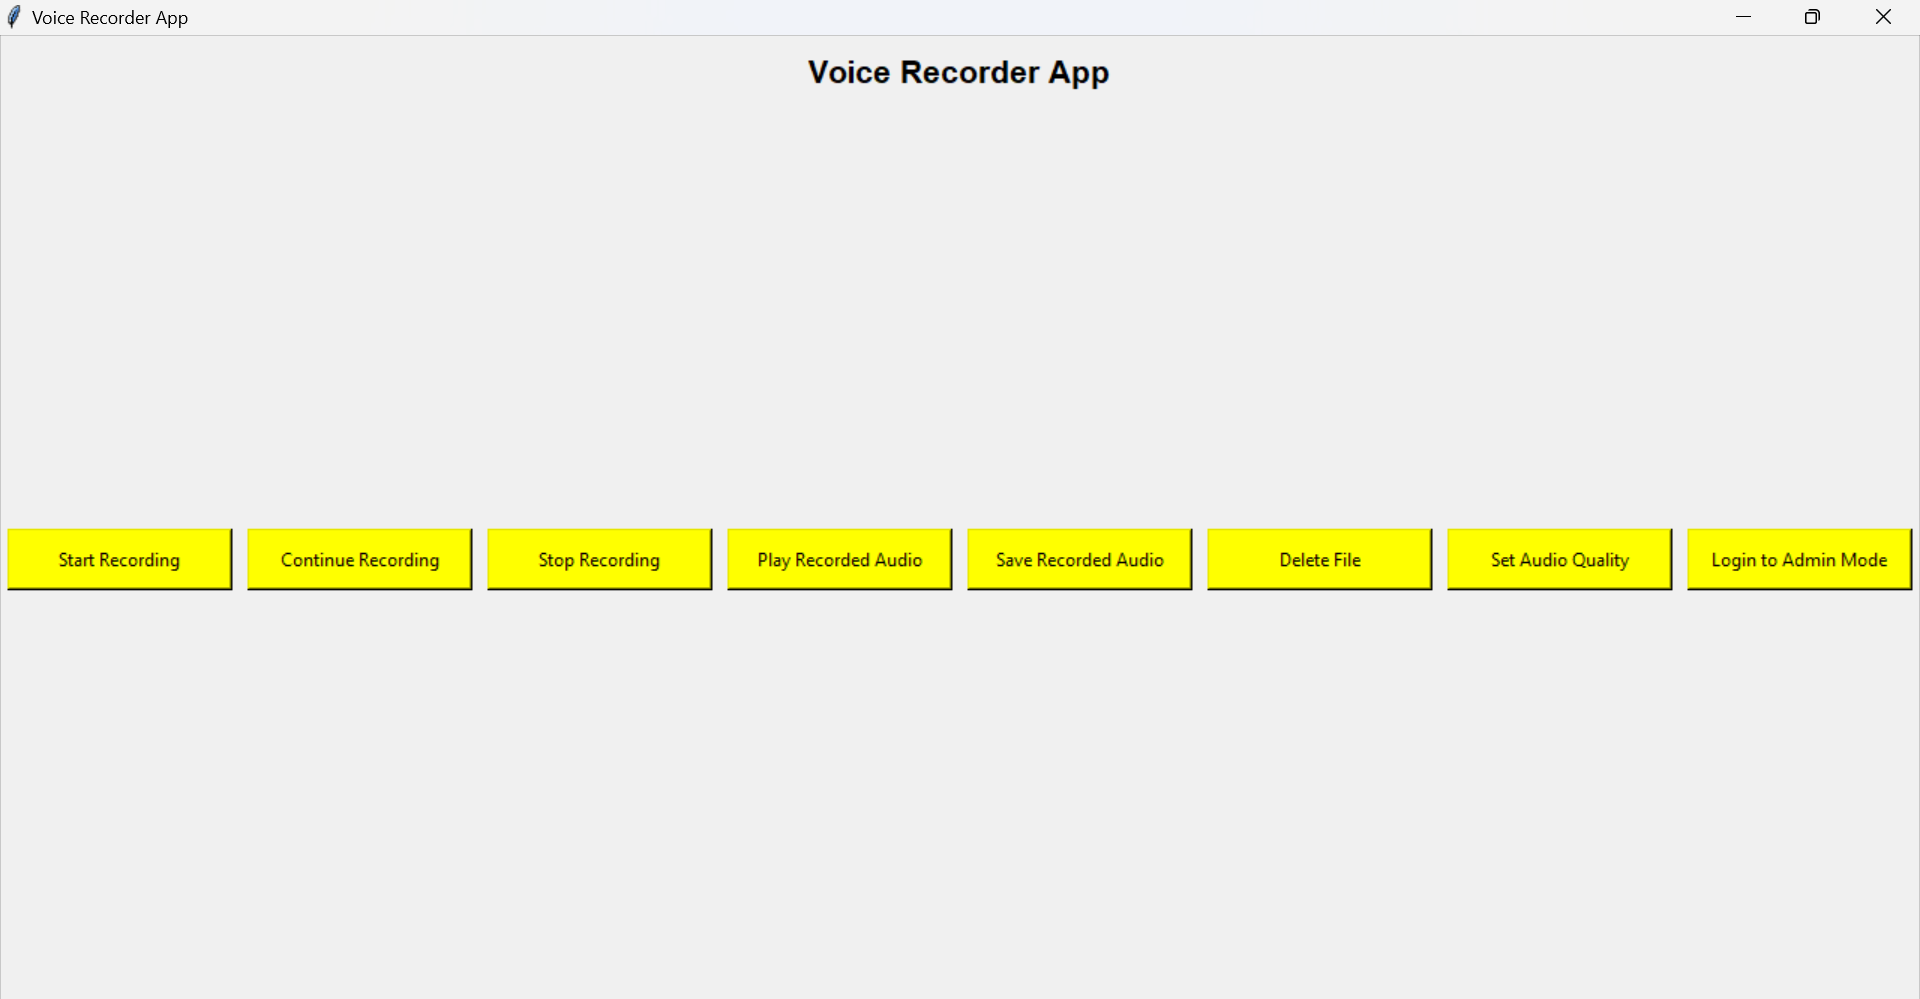 Voice Recorder App
Voice Recorder App
Start Recording
Continue Recording
Stop Recording
Play Recorded Audio
Save Recorded Audio
Delete File
Set Audio Quality
Login to Admin Mode